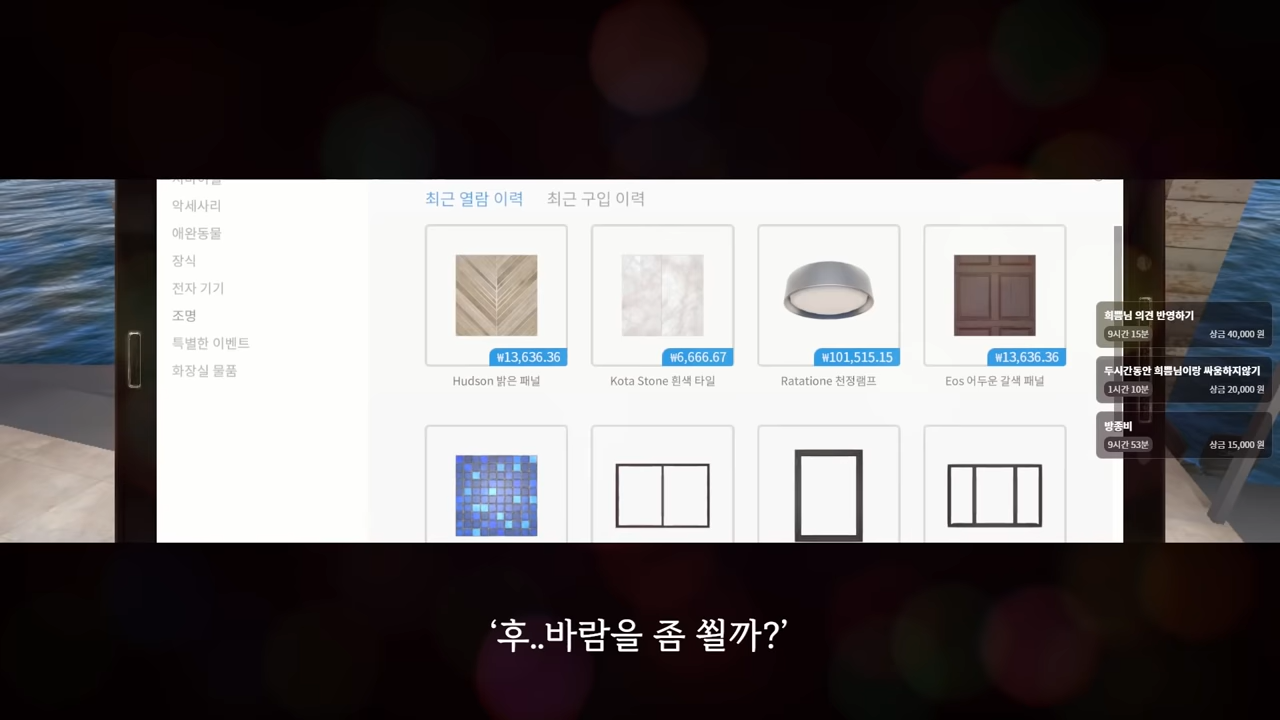 최근 열람 이력
최근 구입 이력
악세사리
애완동물
장식
전자 기기
조명
특별한 이벤트
화장실 물품
₩13,636.36
₩6,666.67
₩101,515.15
₩13,636.36
Hudson 밝은 패널
Kota Stone 흰색 타일
Ratatione 천정램프
Eos 어두운 갈색 패널
희쁨님 의견 반영하기
9시간 15분
상금 40,000 원
두시간동안 희쁨님이랑 싸움하지않기
1시간 10분
상금 20,000 원
방종비
9시간 53분
상금 15,000 원
‘후..바람을 좀 쐴까?’